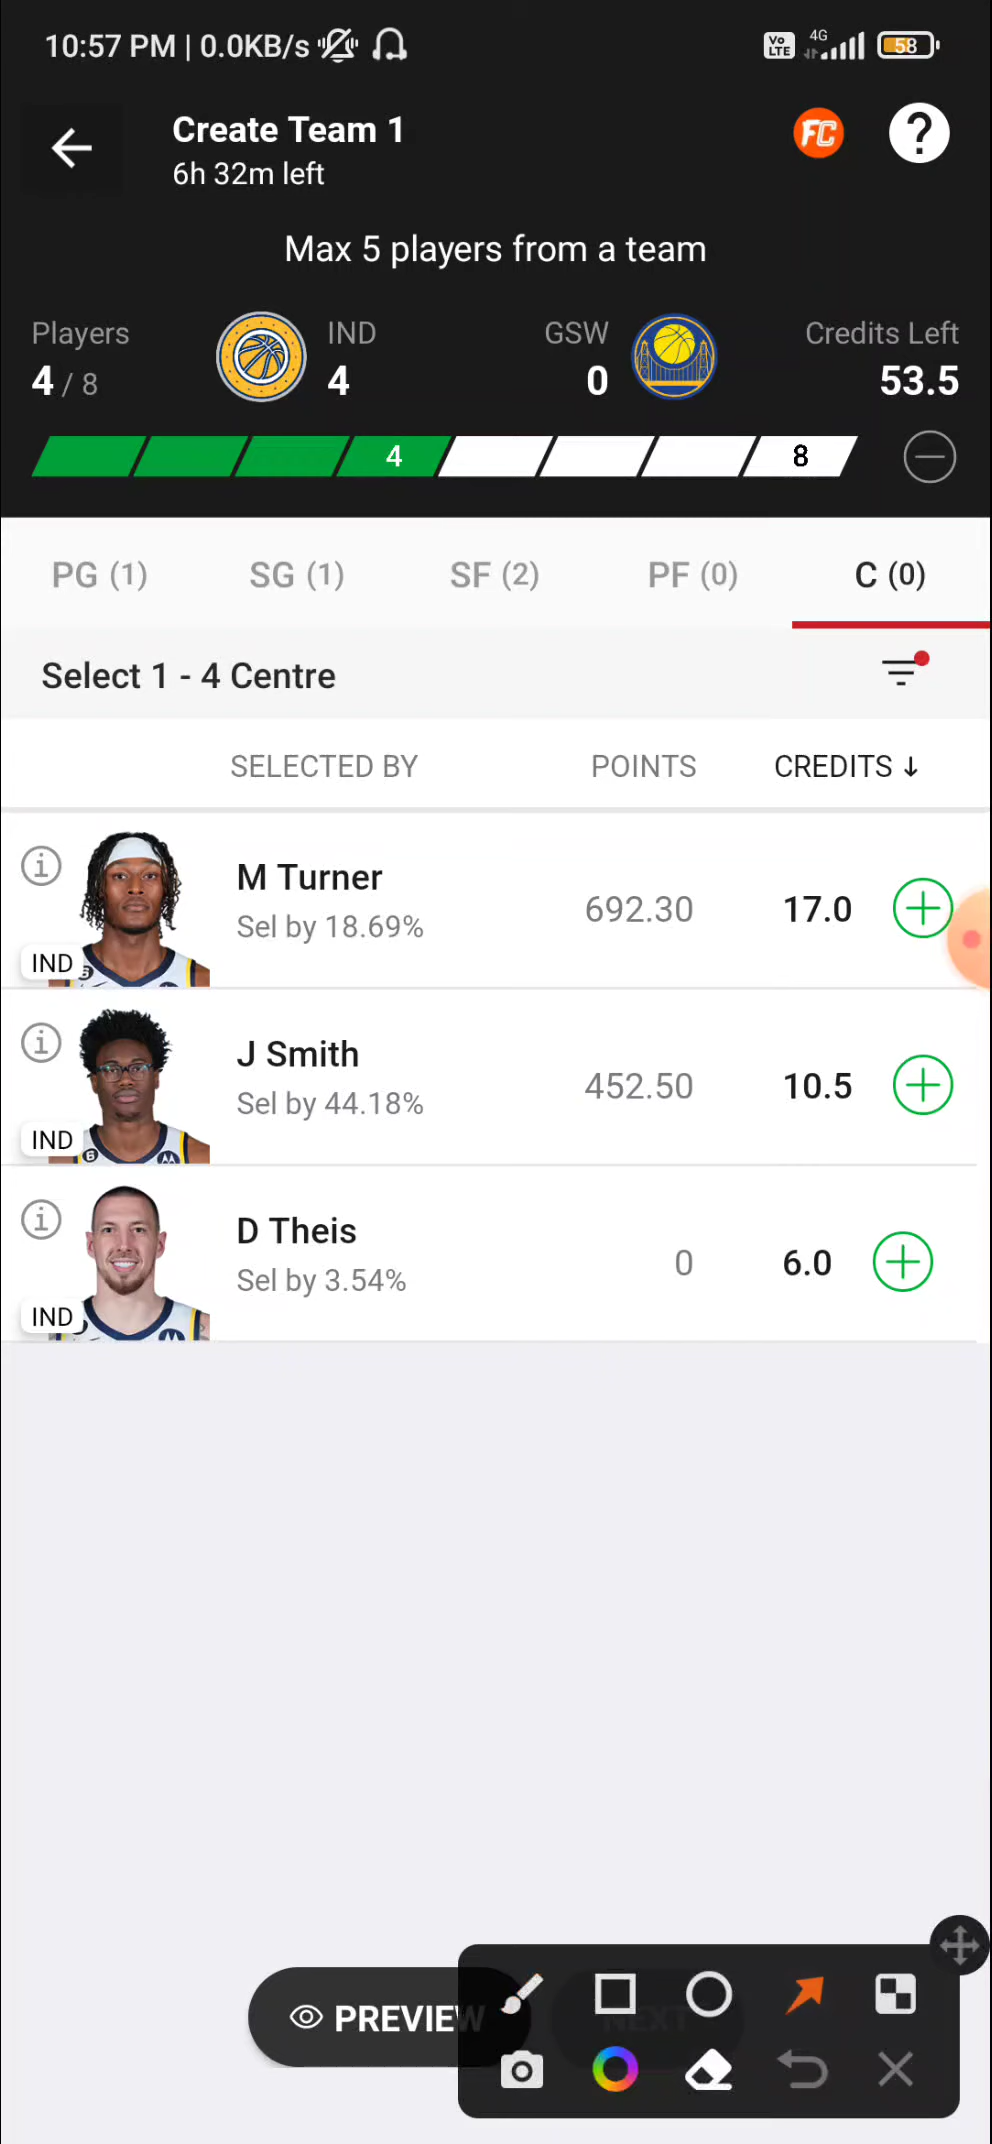 10:57 PM | 0.0KB/s Vo LTE 4G 58
Create Team 1
FC ?
6h 32m left
Max 5 players from a team
Players IND GSW Credits Left
4 / 8 4 0 53.5
4 8
PG (1) SG (1) SF (2) PF (0) C (0)
Select 1 - 4 Centre
SELECTED BY POINTS CREDITS ↓
M Turner
Sel by 18.69% 692.30 17.0
IND
J Smith
Sel by 44.18% 452.50 10.5
IND
D Theis
Sel by 3.54% 0 6.0
IND
PREVIEW NEXT